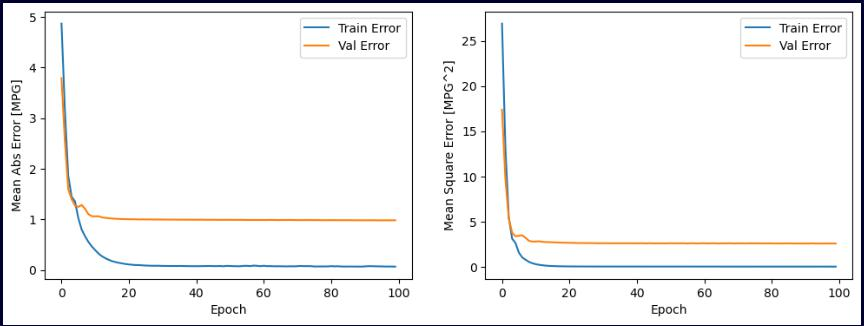 5
4
3
2
1
0
Mean Abs Error [MPG]
Train Error
Val Error
0 20 40 60 80 100
Epoch
25
20
15
10
5
0
Mean Square Error [MPG^2]
Train Error
Val Error
0 20 40 60 80 100
Epoch